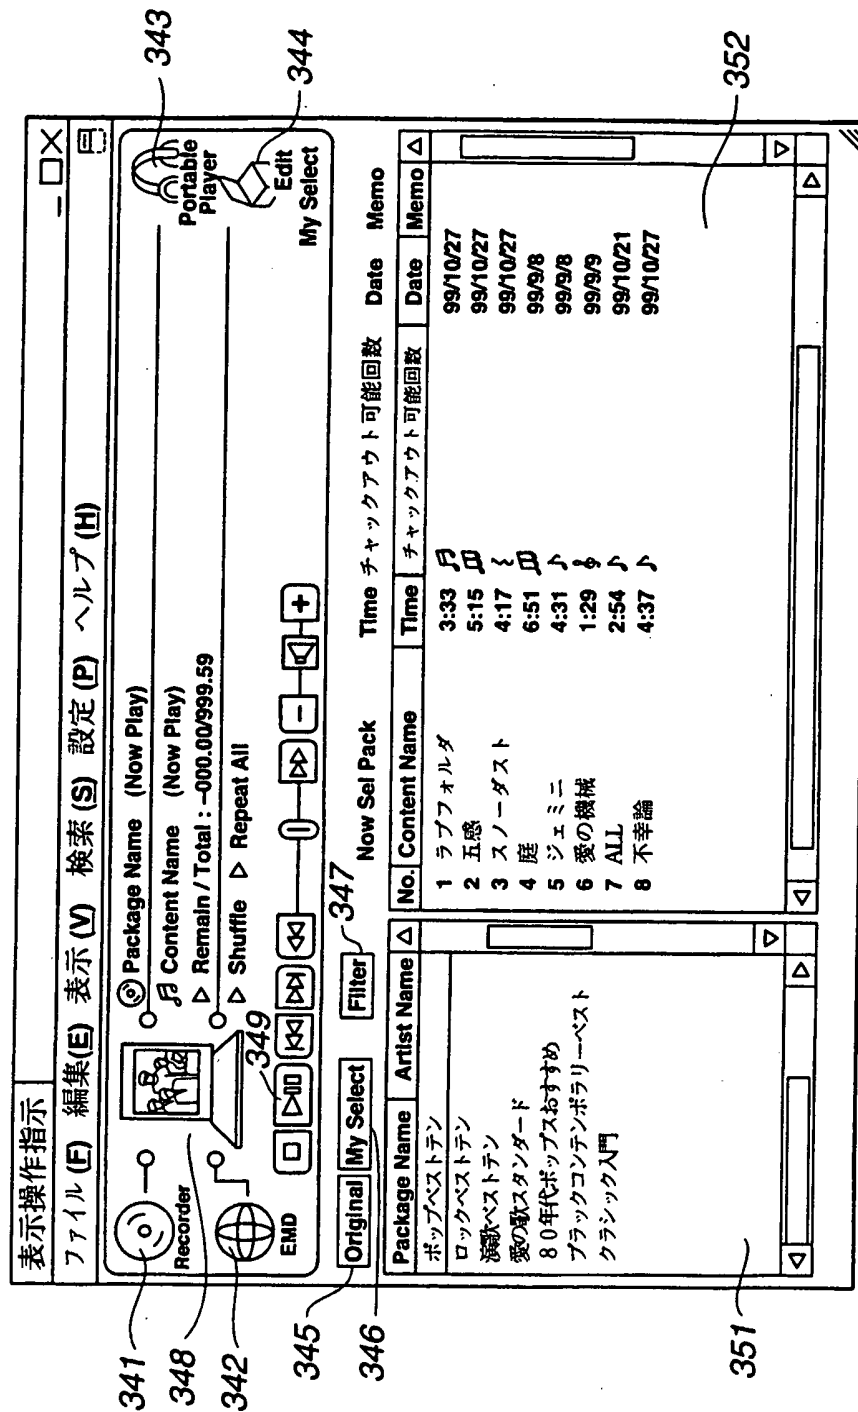 表示操作指示
ファイル(F) 編集(E) 表示(V) 検索(S) 設定(P) ヘルプ(H)
341
Recorder
342
EMD
348
Package Name (Now Play)
Content Name (Now Play)
▷ Remain / Total : –000.00/999.59
▷ Shuffle ▷ Repeat All
349
Portable
Player
343
Edit
344
My Select
345
Original
My Select
346
Filter
347
Now Sel Pack Time チャックアウト可能回数 Date Memo
Package Name Artist Name
ポップベストテン
ロックベストテン
演歌ベストテン
愛の歌スタンダード
80年代ポップスおすすめ
ブラックコンテンポラリーベスト
クラシック入門
351
No. Content Name Time チャックアウト可能回数 Date Memo
1 ラブフォルダ 3:33 99/10/27
2 五感 5:15 99/10/27
3 スノーダスト 4:17 99/10/27
4 庭 6:51 99/9/8
5 ジェミニ 4:31 99/9/8
6 愛の機械 1:29 99/9/9
7 ALL 2:54 99/10/21
8 不幸論 4:37 99/10/27
352